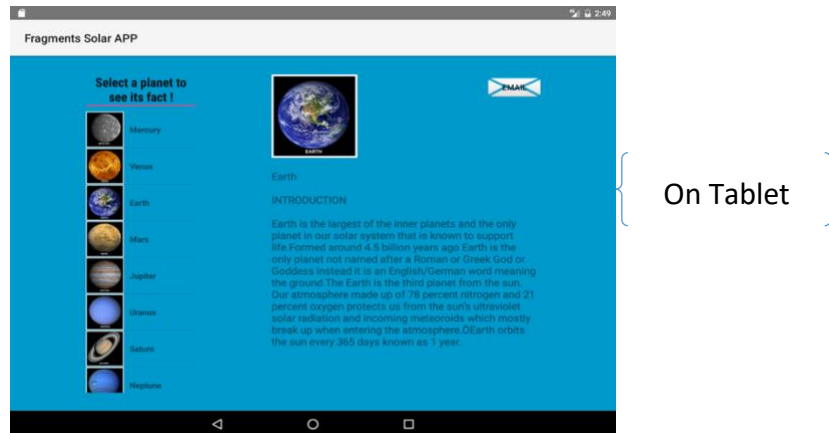 2:49
Fragments Solar APP
Select a planet to
see its fact !
Mercury
Venus
Earth
Mars
Jupiter
Uranus
Saturn
Neptune
EARTH
EMAIL
Earth
INTRODUCTION
Earth is the largest of the inner planets and the only
planet in our solar system that is known to support
life.Formed around 4.5 billion years ago Earth is the
only planet not named after a Roman or Greek God or
Goddess instead it is an English/German word meaning
the ground.The Earth is the third planet from the sun.
Our atmosphere made up of 78 percent nitrogen and 21
percent oxygen protects us from the sun's ultraviolet
solar radiation and incoming meteoroids which mostly
break up when entering the atmosphere.ÔEarth orbits
the sun every 365 days known as 1 year.
On Tablet